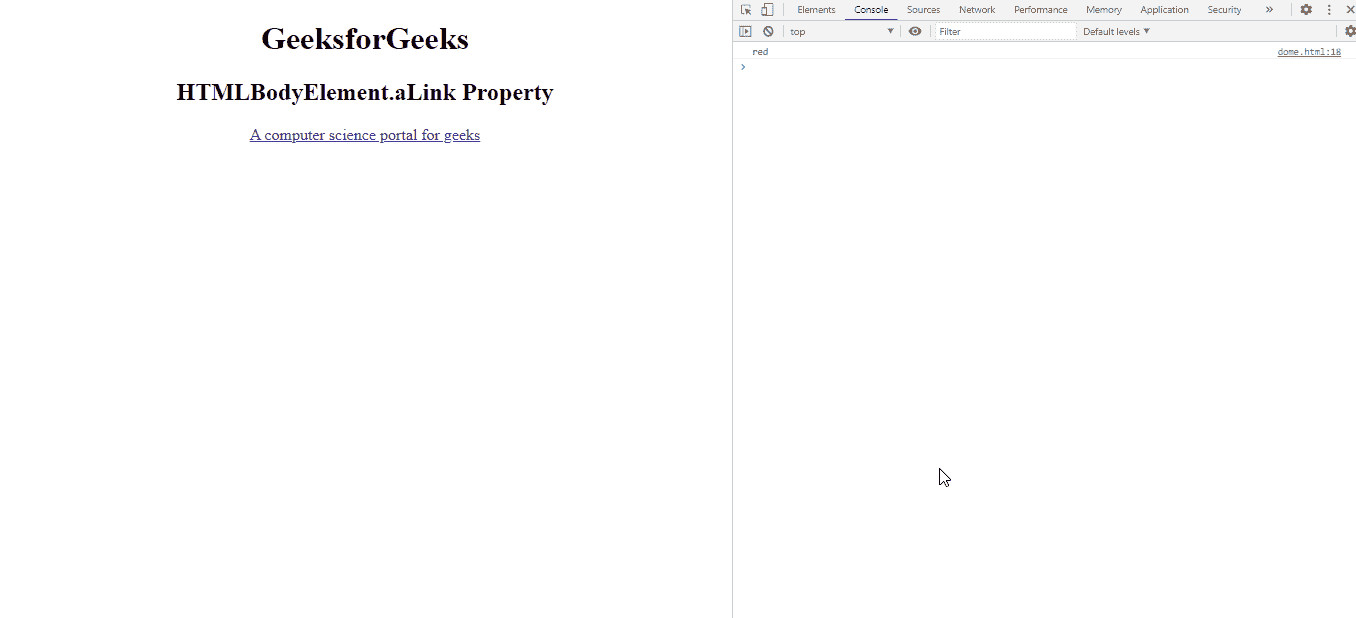 GeeksforGeeks
HTMLBodyElement.aLink Property
A computer science portal for geeks
Elements Console Sources Network Performance Memory Application Security »
top Filter Default levels
red dome.html:18